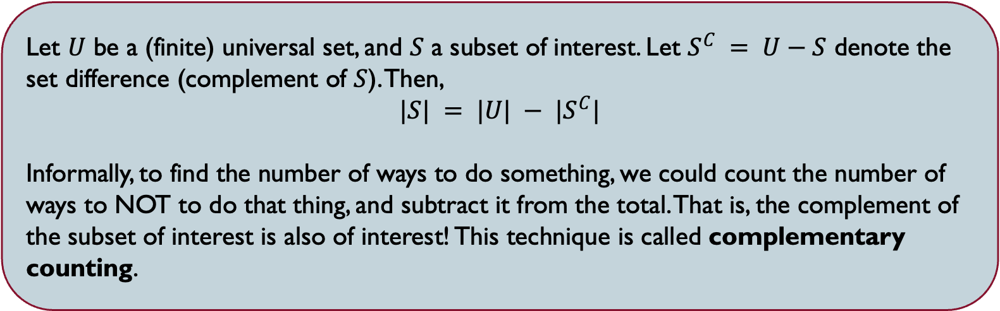 Let U be a (finite) universal set, and S a subset of interest. Let Sᶜ = U − S denote the
set difference (complement of S). Then,
|S| = |U| − |Sᶜ|
Informally, to find the number of ways to do something, we could count the number of
ways to NOT to do that thing, and subtract it from the total. That is, the complement of
the subset of interest is also of interest! This technique is called complementary
counting.